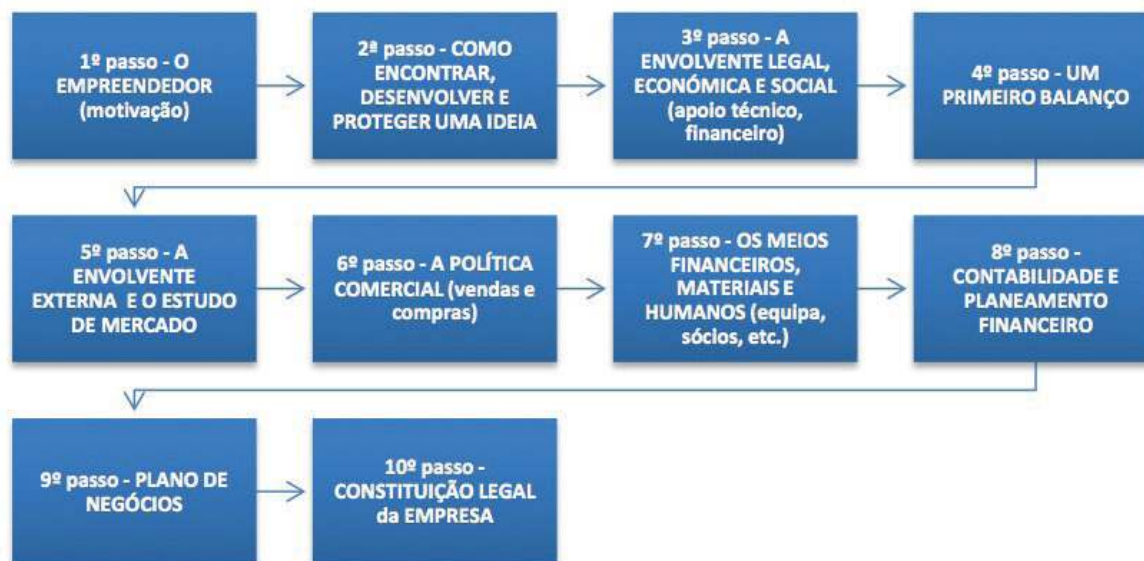 1º passo - O
EMPREENDEDOR
(motivação)
2ª passo - COMO
ENCONTRAR,
DESENVOLVER E
PROTEGER UMA IDEIA
3º passo - A
ENVOLVENTE LEGAL,
ECONÓMICA E SOCIAL
(apoio técnico,
financeiro)
4º passo - UM
PRIMEIRO BALANÇO
5º passo - A
ENVOLVENTE
EXTERNA E O ESTUDO
DE MERCADO
6º passo - A POLÍTICA
COMERCIAL (vendas e
compras)
7º passo - OS MEIOS
FINANCEIROS,
MATERIAIS E
HUMANOS (equipa,
sócios, etc.)
8º passo -
CONTABILIDADE E
PLANEAMENTO
FINANCEIRO
9º passo - PLANO DE
NEGÓCIOS
10º passo -
CONSTITUIÇÃO LEGAL
da EMPRESA